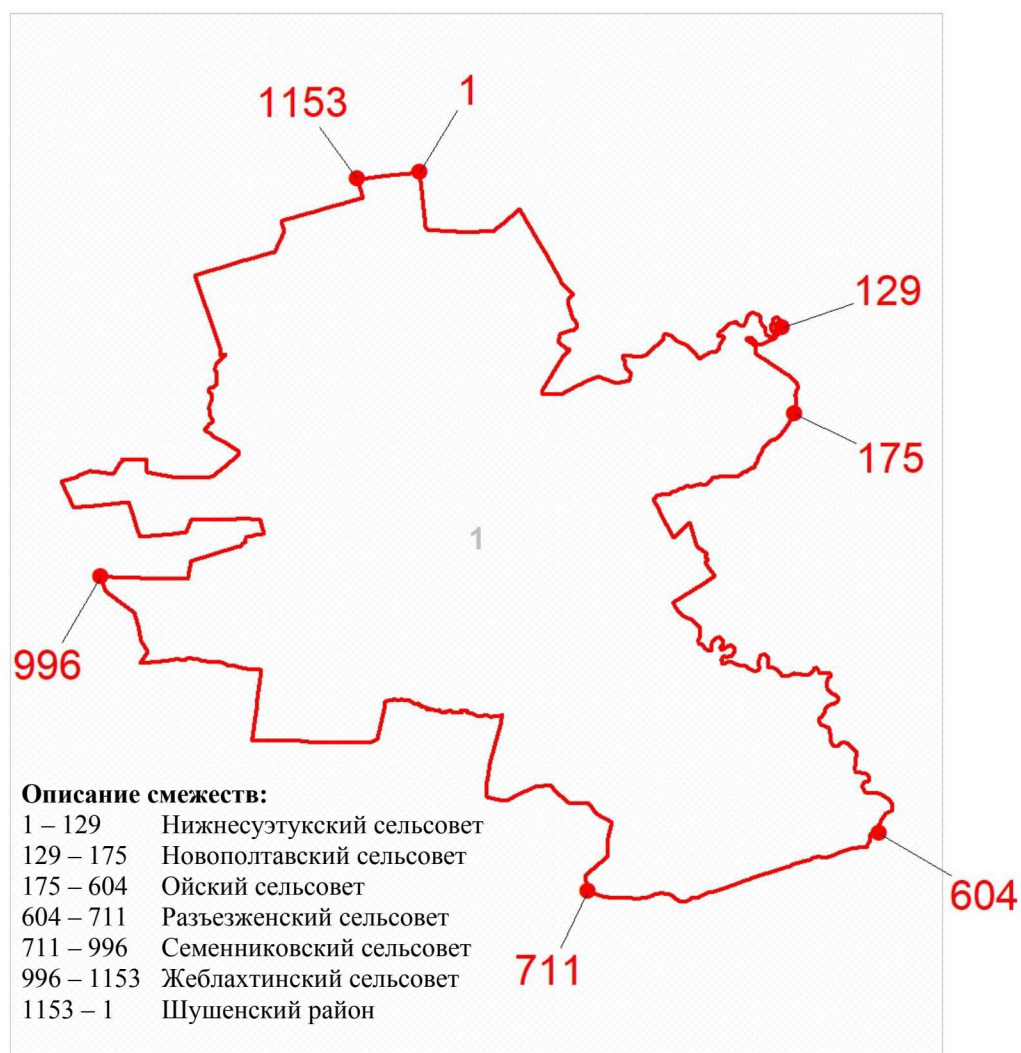 1153
1
129
175
1
996
Описание смежеств:
1 – 129 Нижнесуэтукский сельсовет
129 – 175 Новополтавский сельсовет
175 – 604 Ойский сельсовет
604 – 711 Разъезженский сельсовет
711 – 996 Семенниковский сельсовет
996 – 1153 Жеблахтинский сельсовет
1153 – 1 Шушенский район
604
711